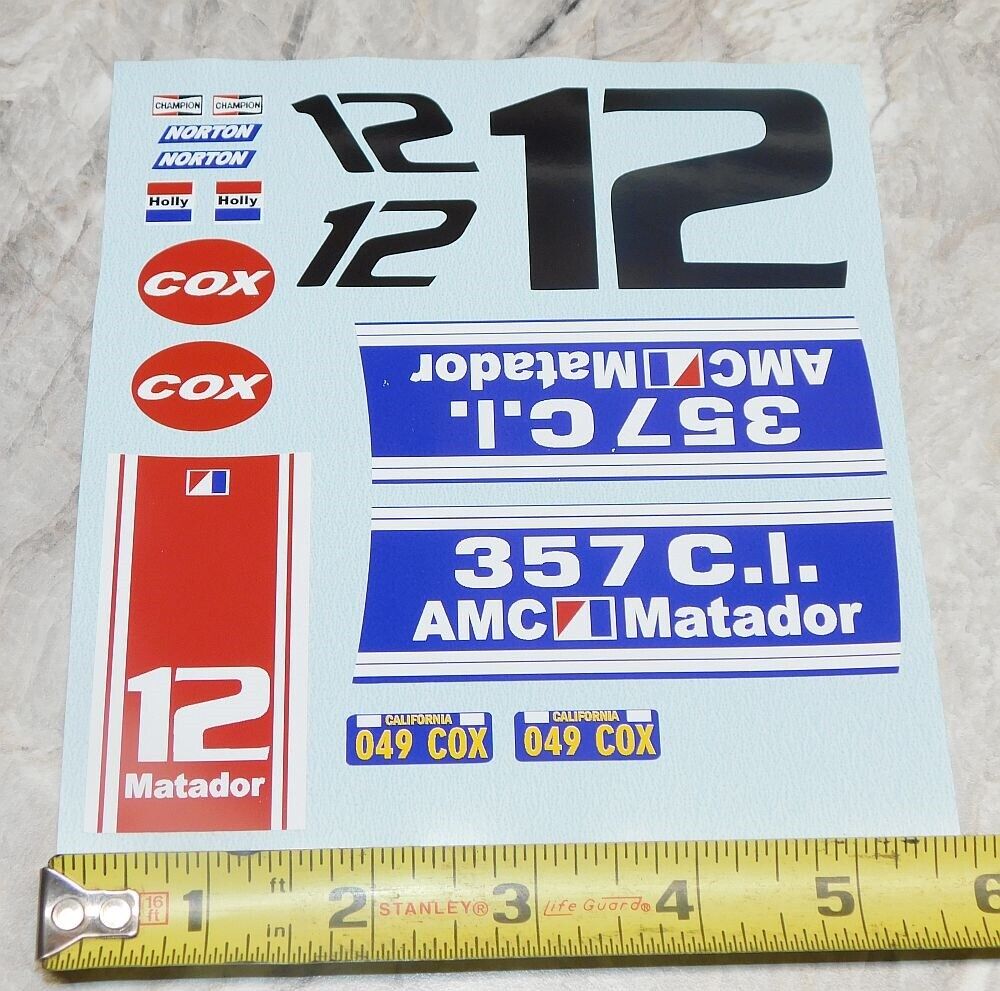 CHAMPION CHAMPION
NORTON
NORTON
Holly Holly
12
12
12
COX
COX
AMC Matador
357 C.I.
357 C.I.
AMC Matador
12
Matador
CALIFORNIA
049 COX
CALIFORNIA
049 COX
16 ft
1 ft in 2 STANLEY® 3 Life Guard® 4 5 6